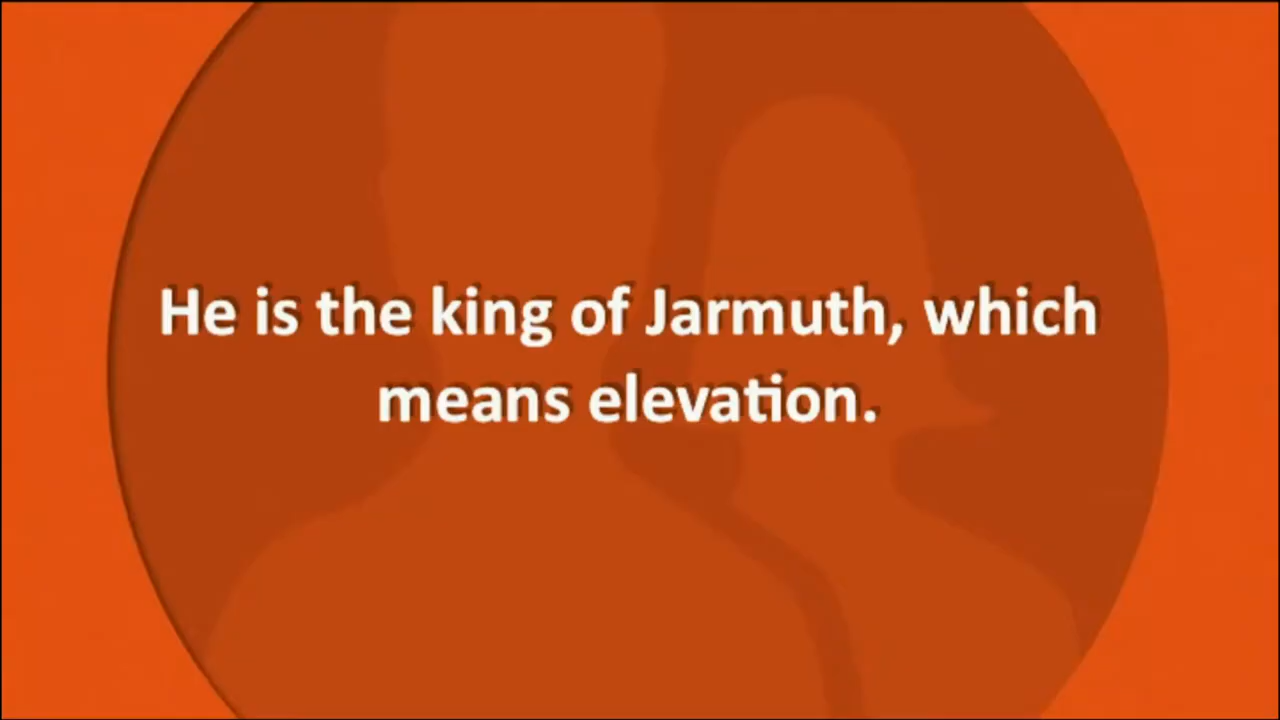 He is the king of Jarmuth, which
means elevation.